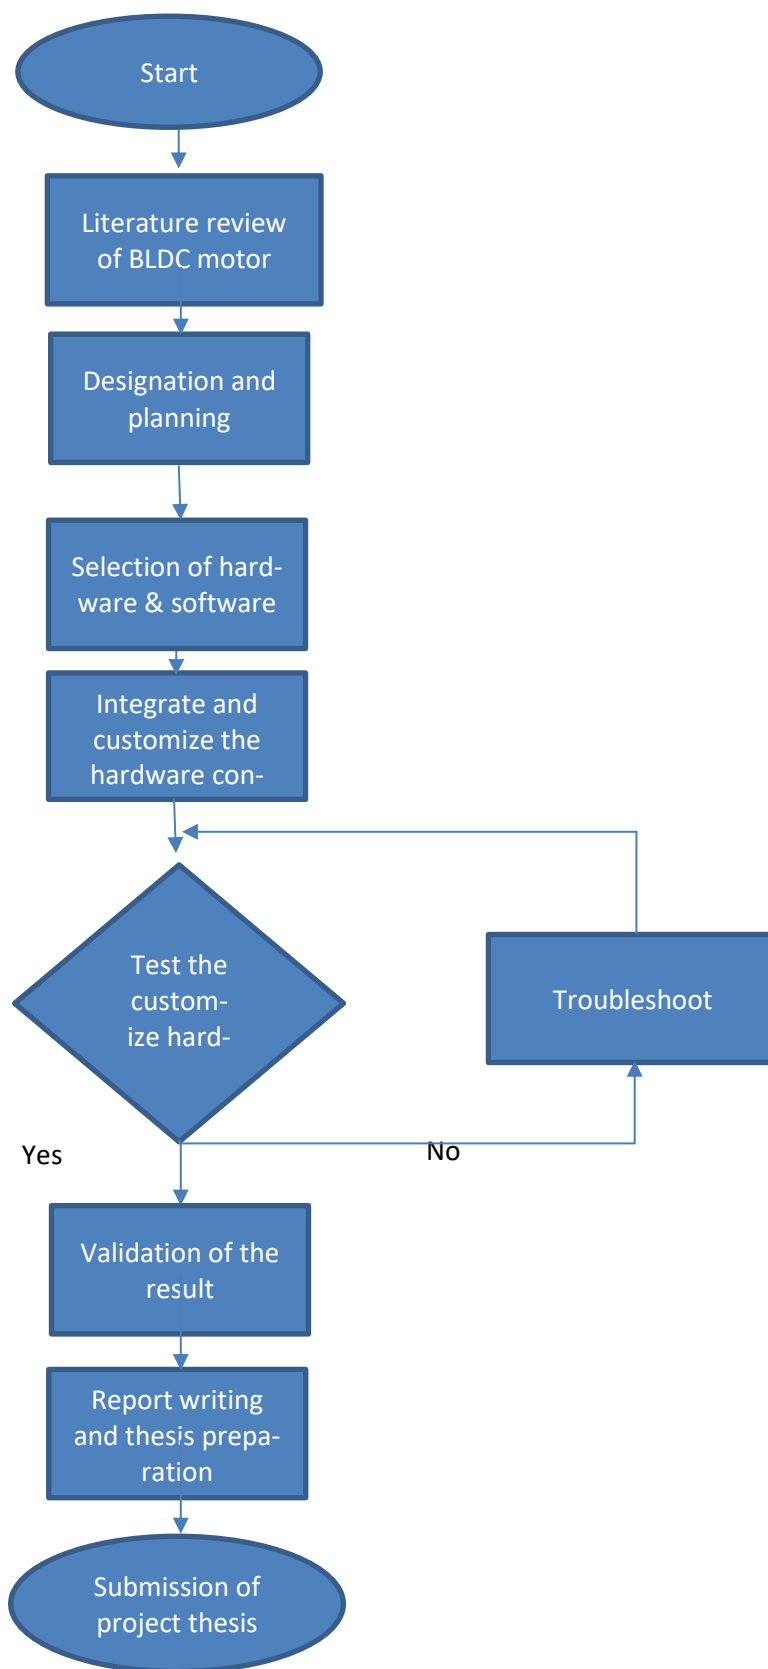 Start
Literature review
of BLDC motor
Designation and
planning
Selection of hard-
ware & software
Integrate and
customize the
hardware con-
Test the
custom-
ize hard-
Troubleshoot
Yes
No
Validation of the
result
Report writing
and thesis prepa-
ration
Submission of
project thesis